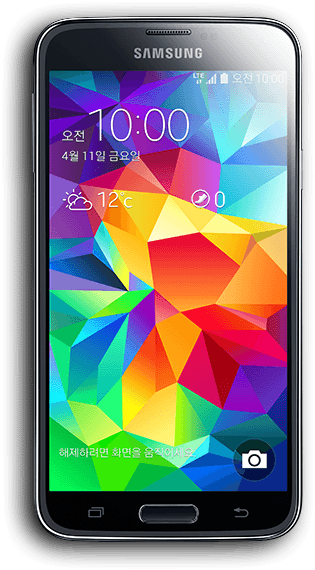 SAMSUNG
LTE 오전 10:00
오전 10:00
4월 11일 금요일
12°c 0
해제하려면 화면을 움직이세요